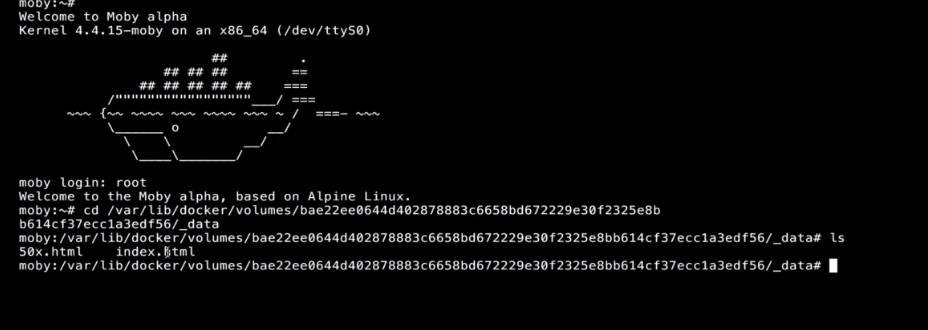 moby:~#
Welcome to Moby alpha
Kernel 4.4.15-moby on an x86_64 (/dev/ttyS0)
                        ##         .
                  ## ## ##        ==
               ## ## ## ## ##    ===
           /"""""""""""""""""\___/ ===
      ~~~ {~~ ~~~~ ~~~ ~~~~ ~~~ ~ /  ===- ~~~
           \______ o           __/
             \    \         __/
              \____\_______/
moby login: root
Welcome to the Moby alpha, based on Alpine Linux.
moby:~# cd /var/lib/docker/volumes/bae22ee0644d402878883c6658bd672229e30f2325e8b
b614cf37ecc1a3edf56/_data
moby:/var/lib/docker/volumes/bae22ee0644d402878883c6658bd672229e30f2325e8bb614cf37ecc1a3edf56/_data# ls
50x.html    index.html
moby:/var/lib/docker/volumes/bae22ee0644d402878883c6658bd672229e30f2325e8bb614cf37ecc1a3edf56/_data#